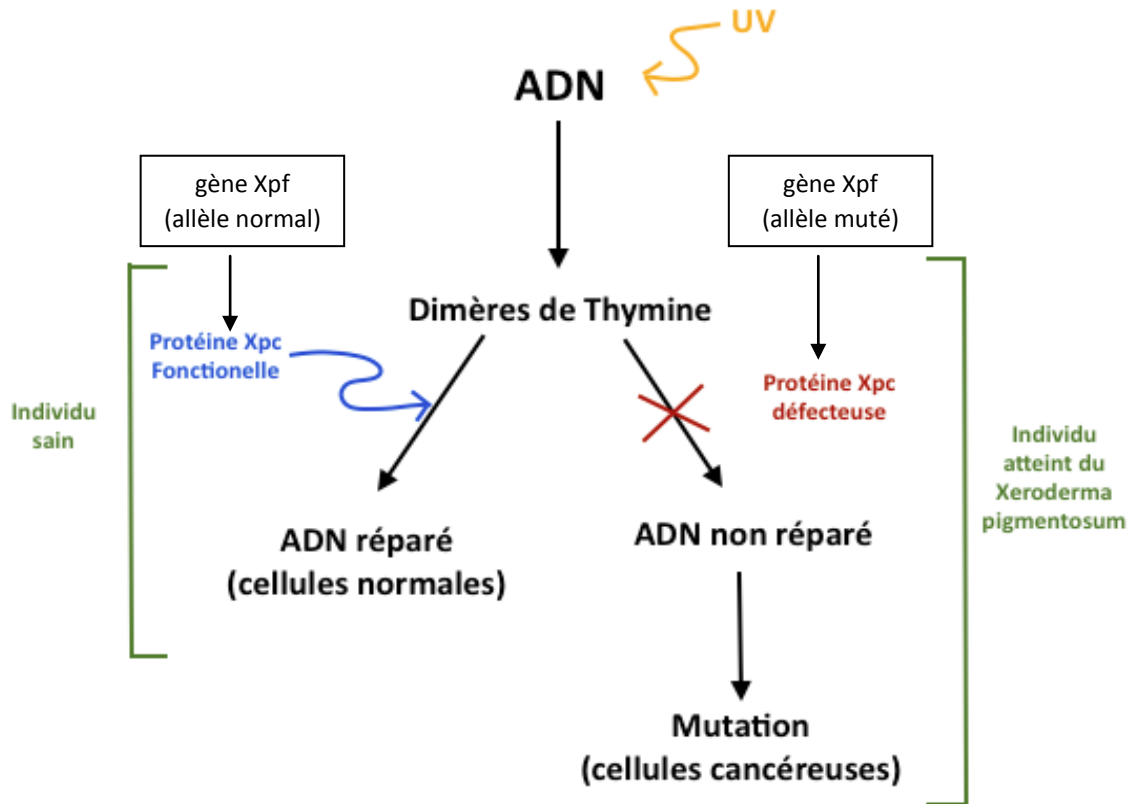 UV
ADN
gène Xpf
(allèle normal)
gène Xpf
(allèle muté)
Dimères de Thymine
Protéine Xpc
Fonctionelle
Protéine Xpc
défecteuse
Individu
sain
Individu
atteint du
Xeroderma
pigmentosum
ADN réparé
(cellules normales)
ADN non réparé
Mutation
(cellules cancéreuses)